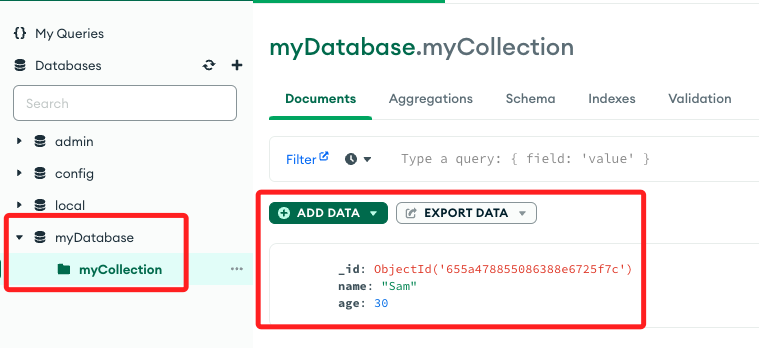 My Queries
Databases
Search
admin
config
local
myDatabase
myCollection
myDatabase.myCollection
Documents Aggregations Schema Indexes Validation
Filter Type a query: { field: 'value' }
ADD DATA EXPORT DATA
_id: ObjectId('655a478855086388e6725f7c')
name: "Sam"
age: 30